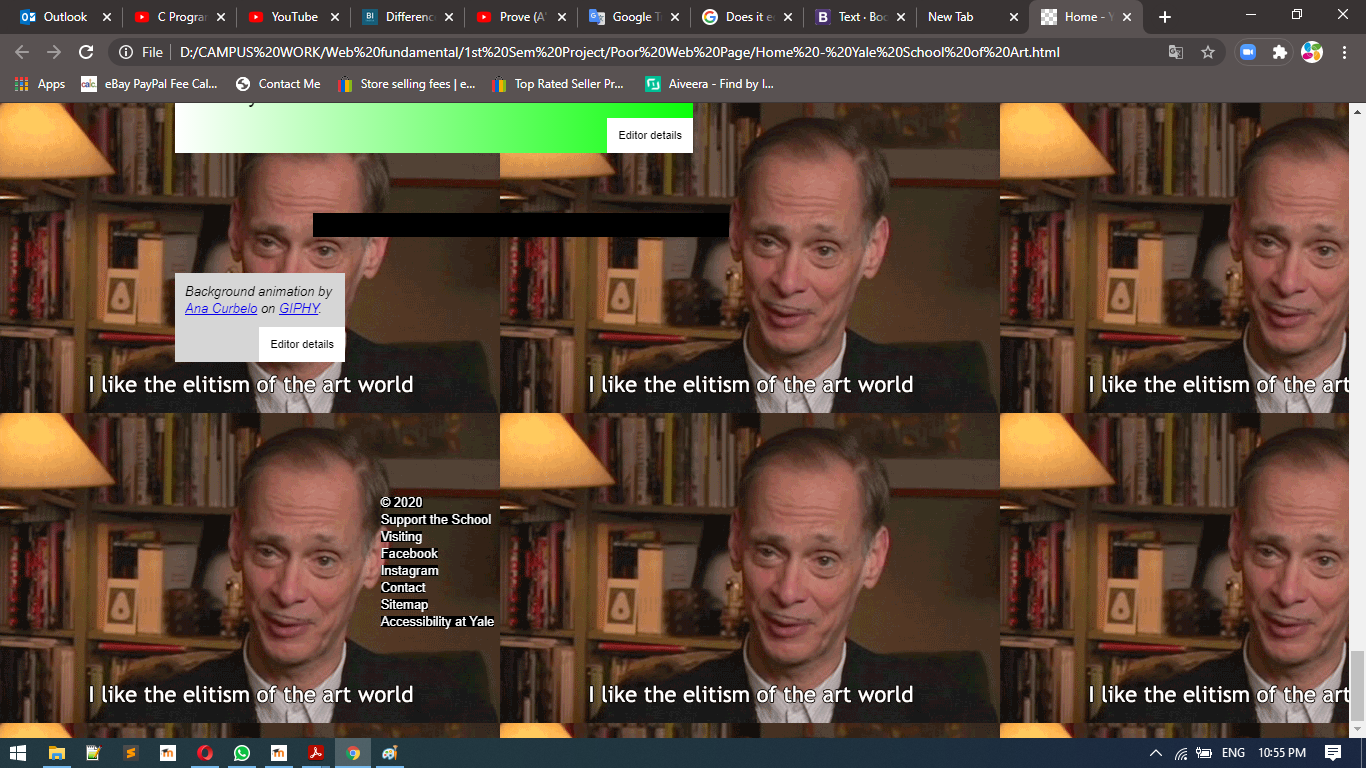 Outlook
C Progran
YouTube
Differenc
Prove (A'
Google T
Does it e
Text · Boo
New Tab
Home - Y
File
D:/CAMPUS%20WORK/Web%20fundamental/1st%20Sem%20Project/Poor%20Web%20Page/Home%20-%20Yale%20School%20of%20Art.html
Apps
eBay PayPal Fee Cal...
Contact Me
Store selling fees | e...
Top Rated Seller Pr...
Aiveera - Find by I...
Editor details
Background animation by
Ana Curbelo on GIPHY.
Editor details
I like the elitism of the art world
I like the elitism of the art world
I like the elitism of the art
© 2020
Support the School
Visiting
Facebook
Instagram
Contact
Sitemap
Accessibility at Yale
I like the elitism of the art world
I like the elitism of the art world
I like the elitism of the art
ENG
10:55 PM